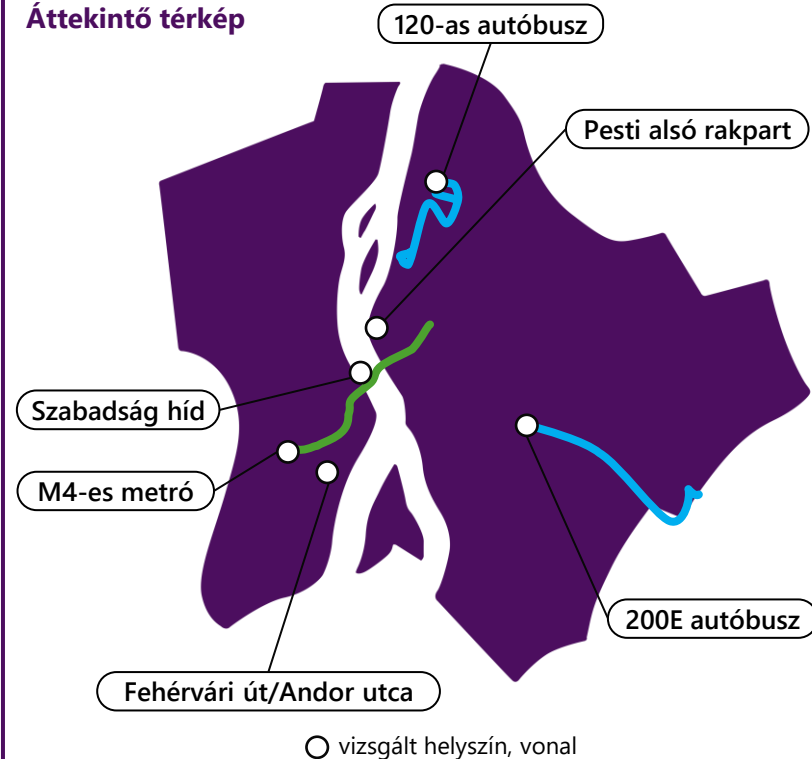 Áttekintő térkép
120-as autóbusz
Pesti alsó rakpart
Szabadság híd
M4-es metró
200E autóbusz
Fehérvári út/Andor utca
vizsgált helyszín, vonal